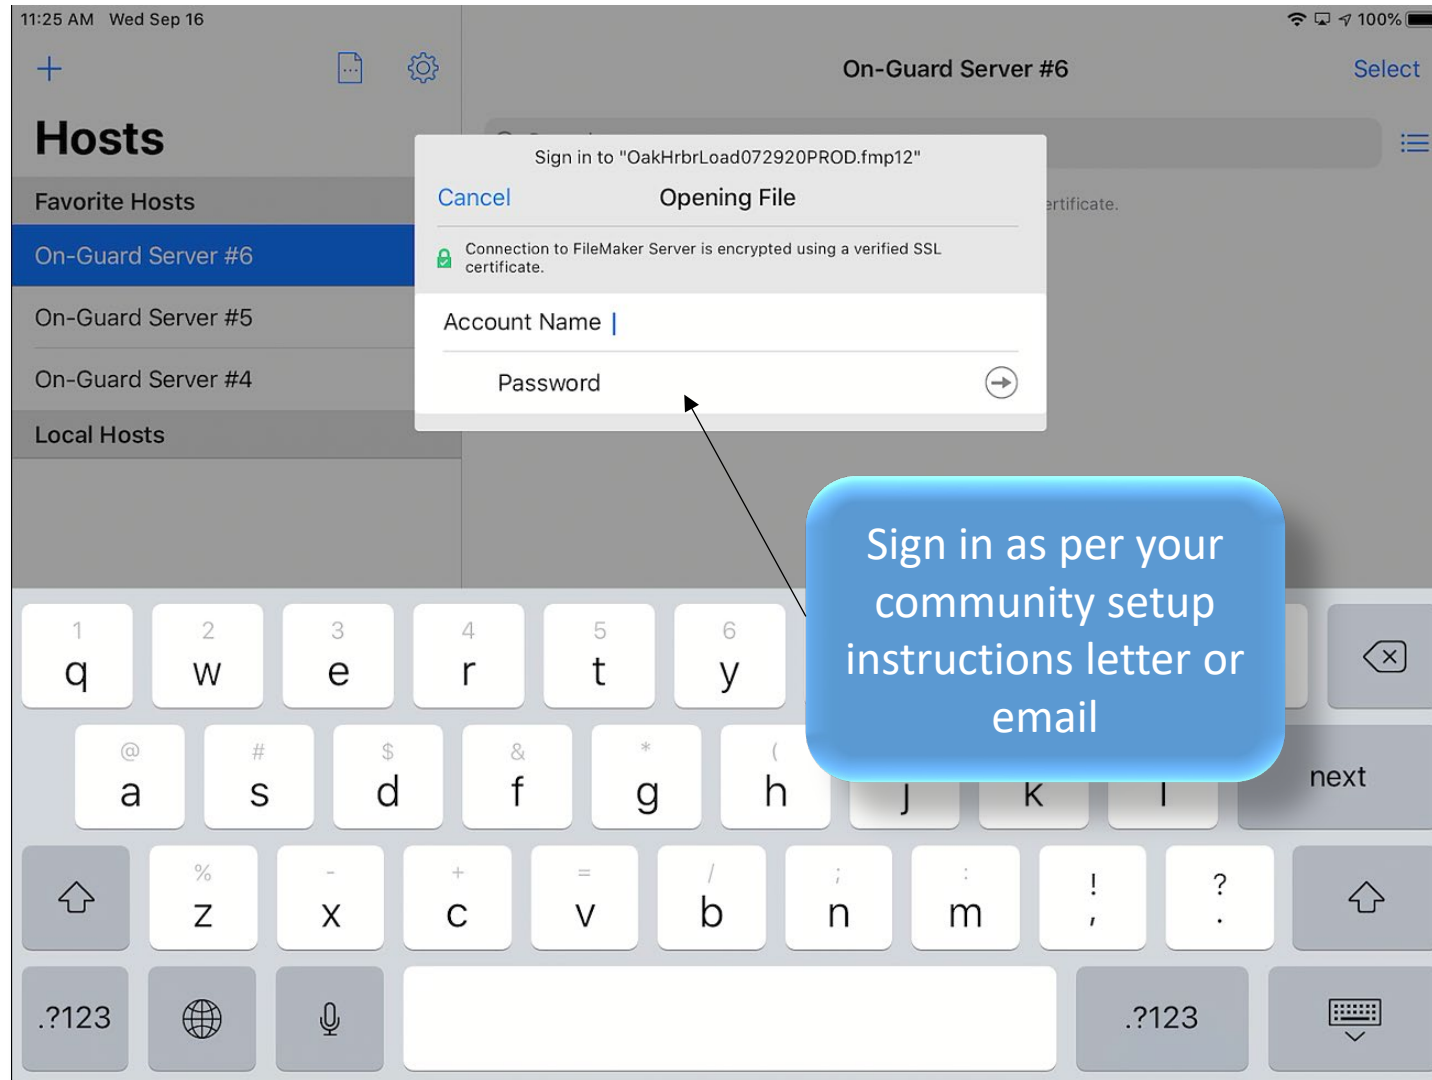 11:25 AM Wed Sep 16
100%
On-Guard Server #6
Select
Hosts
Favorite Hosts
On-Guard Server #6
On-Guard Server #5
On-Guard Server #4
Local Hosts
Sign in to "OakHrbrLoad072920PROD.fmp12"
Cancel Opening File
Connection to FileMaker Server is encrypted using a verified SSL
certificate.
Account Name
Password
Sign in as per your
community setup
instructions letter or
email
1 2 3 4 5 6
q w e r t y
@ # $ & * (
a s d f g h j k l next
% - + = / ; : ! ?
z x c v b n m , .
.?123 .?123